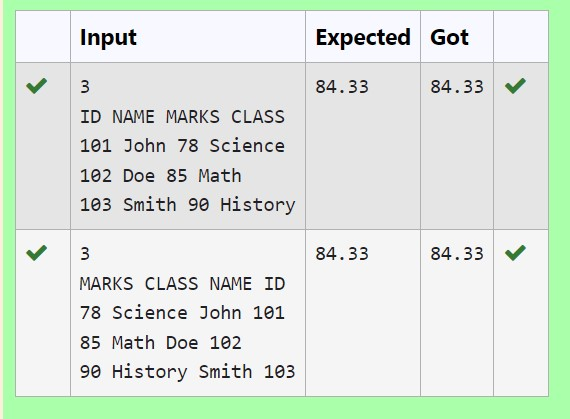 Input Expected Got
3 84.33 84.33
ID NAME MARKS CLASS
101 John 78 Science
102 Doe 85 Math
103 Smith 90 History
3 84.33 84.33
MARKS CLASS NAME ID
78 Science John 101
85 Math Doe 102
90 History Smith 103